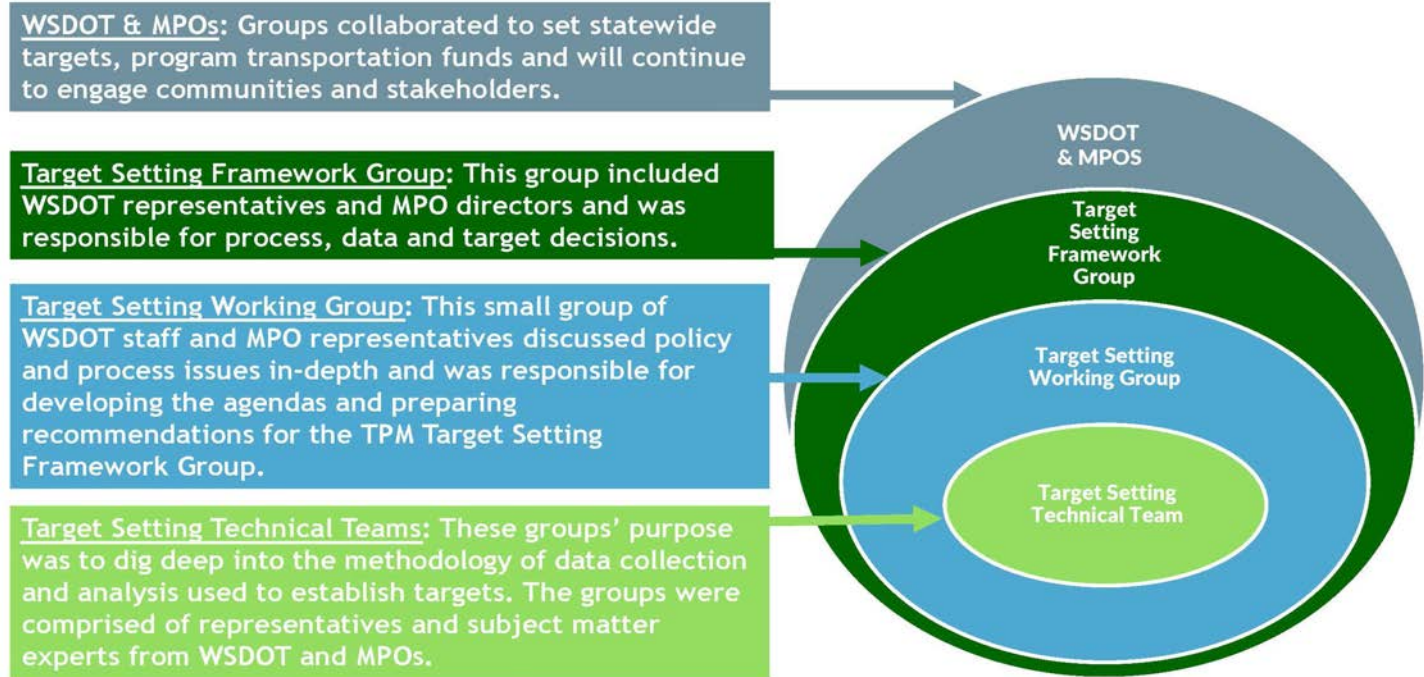 WSDOT & MPOs: Groups collaborated to set statewide
targets, program transportation funds and will continue
to engage communities and stakeholders.
Target Setting Framework Group: This group included
WSDOT representatives and MPO directors and was
responsible for process, data and target decisions.
Target Setting Working Group: This small group of
WSDOT staff and MPO representatives discussed policy
and process issues in-depth and was responsible for
developing the agendas and preparing
recommendations for the TPM Target Setting
Framework Group.
Target Setting Technical Teams: These groups’ purpose
was to dig deep into the methodology of data collection
and analysis used to establish targets. The groups were
comprised of representatives and subject matter
experts from WSDOT and MPOs.
WSDOT
& MPOS
Target
Setting
Framework
Group
Target Setting
Working Group
Target Setting
Technical Team